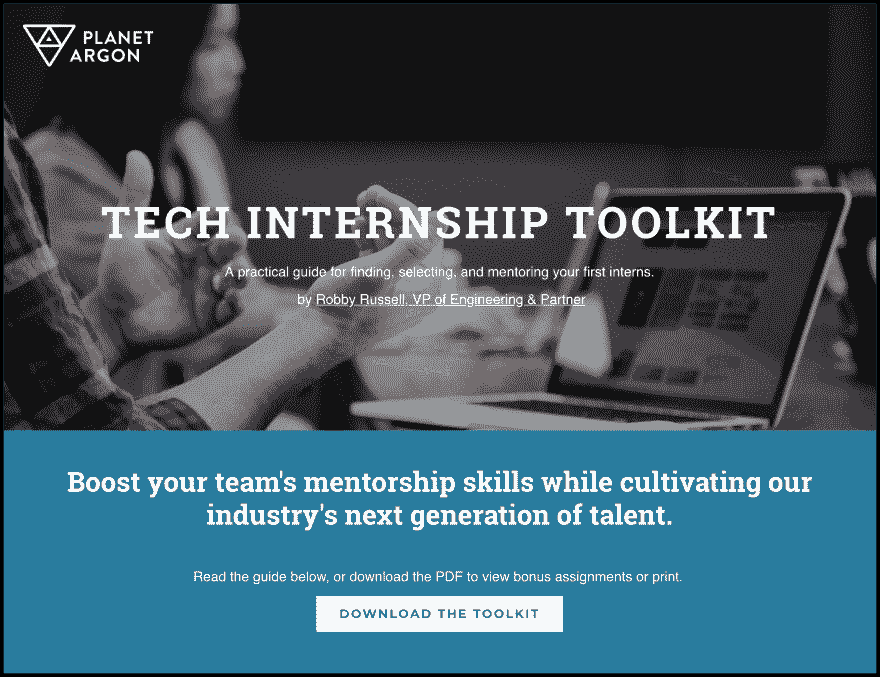 PLANET
ARGON
TECH INTERNSHIP TOOLKIT
A practical guide for finding, selecting, and mentoring your first interns.
by Robby Russell, VP of Engineering & Partner
Boost your team's mentorship skills while cultivating our
industry's next generation of talent.
Read the guide below, or download the PDF to view bonus assignments or print.
DOWNLOAD THE TOOLKIT